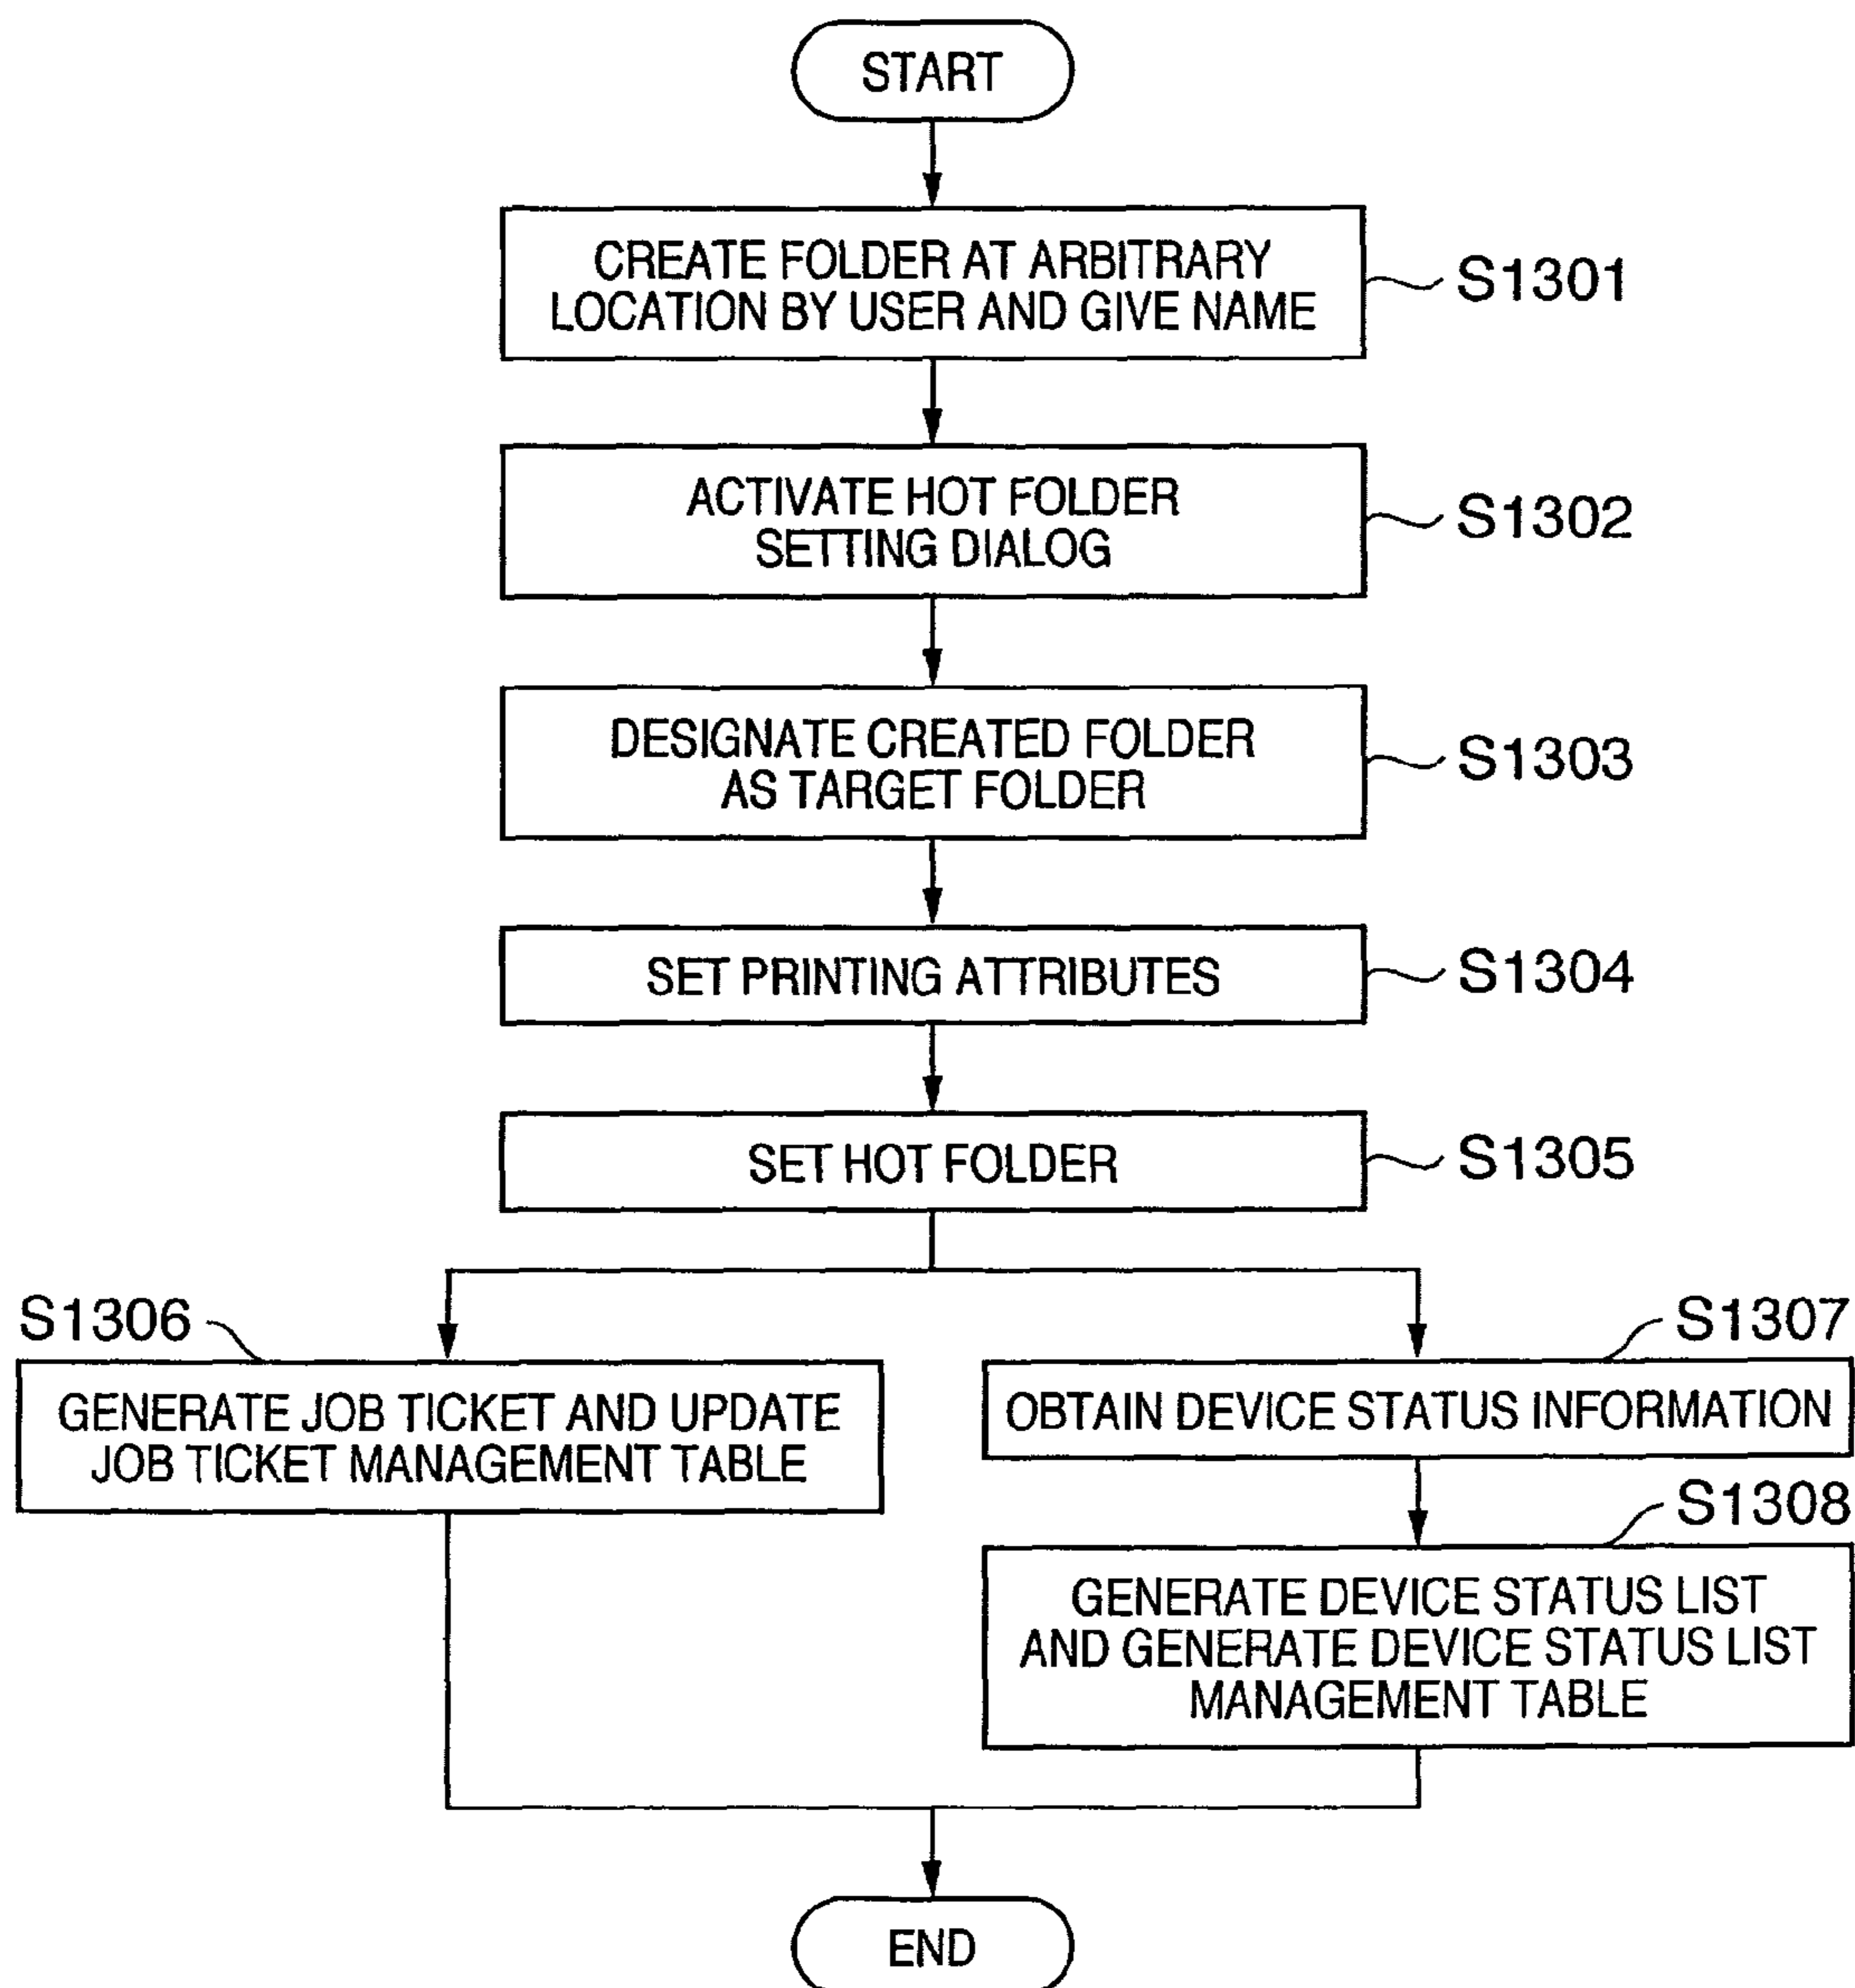 START
CREATE FOLDER AT ARBITRARY
LOCATION BY USER AND GIVE NAME
S1301
ACTIVATE HOT FOLDER
SETTING DIALOG
S1302
DESIGNATE CREATED FOLDER
AS TARGET FOLDER
S1303
SET PRINTING ATTRIBUTES
S1304
SET HOT FOLDER
S1305
S1306
GENERATE JOB TICKET AND UPDATE
JOB TICKET MANAGEMENT TABLE
S1307
OBTAIN DEVICE STATUS INFORMATION
S1308
GENERATE DEVICE STATUS LIST
AND GENERATE DEVICE STATUS LIST
MANAGEMENT TABLE
END